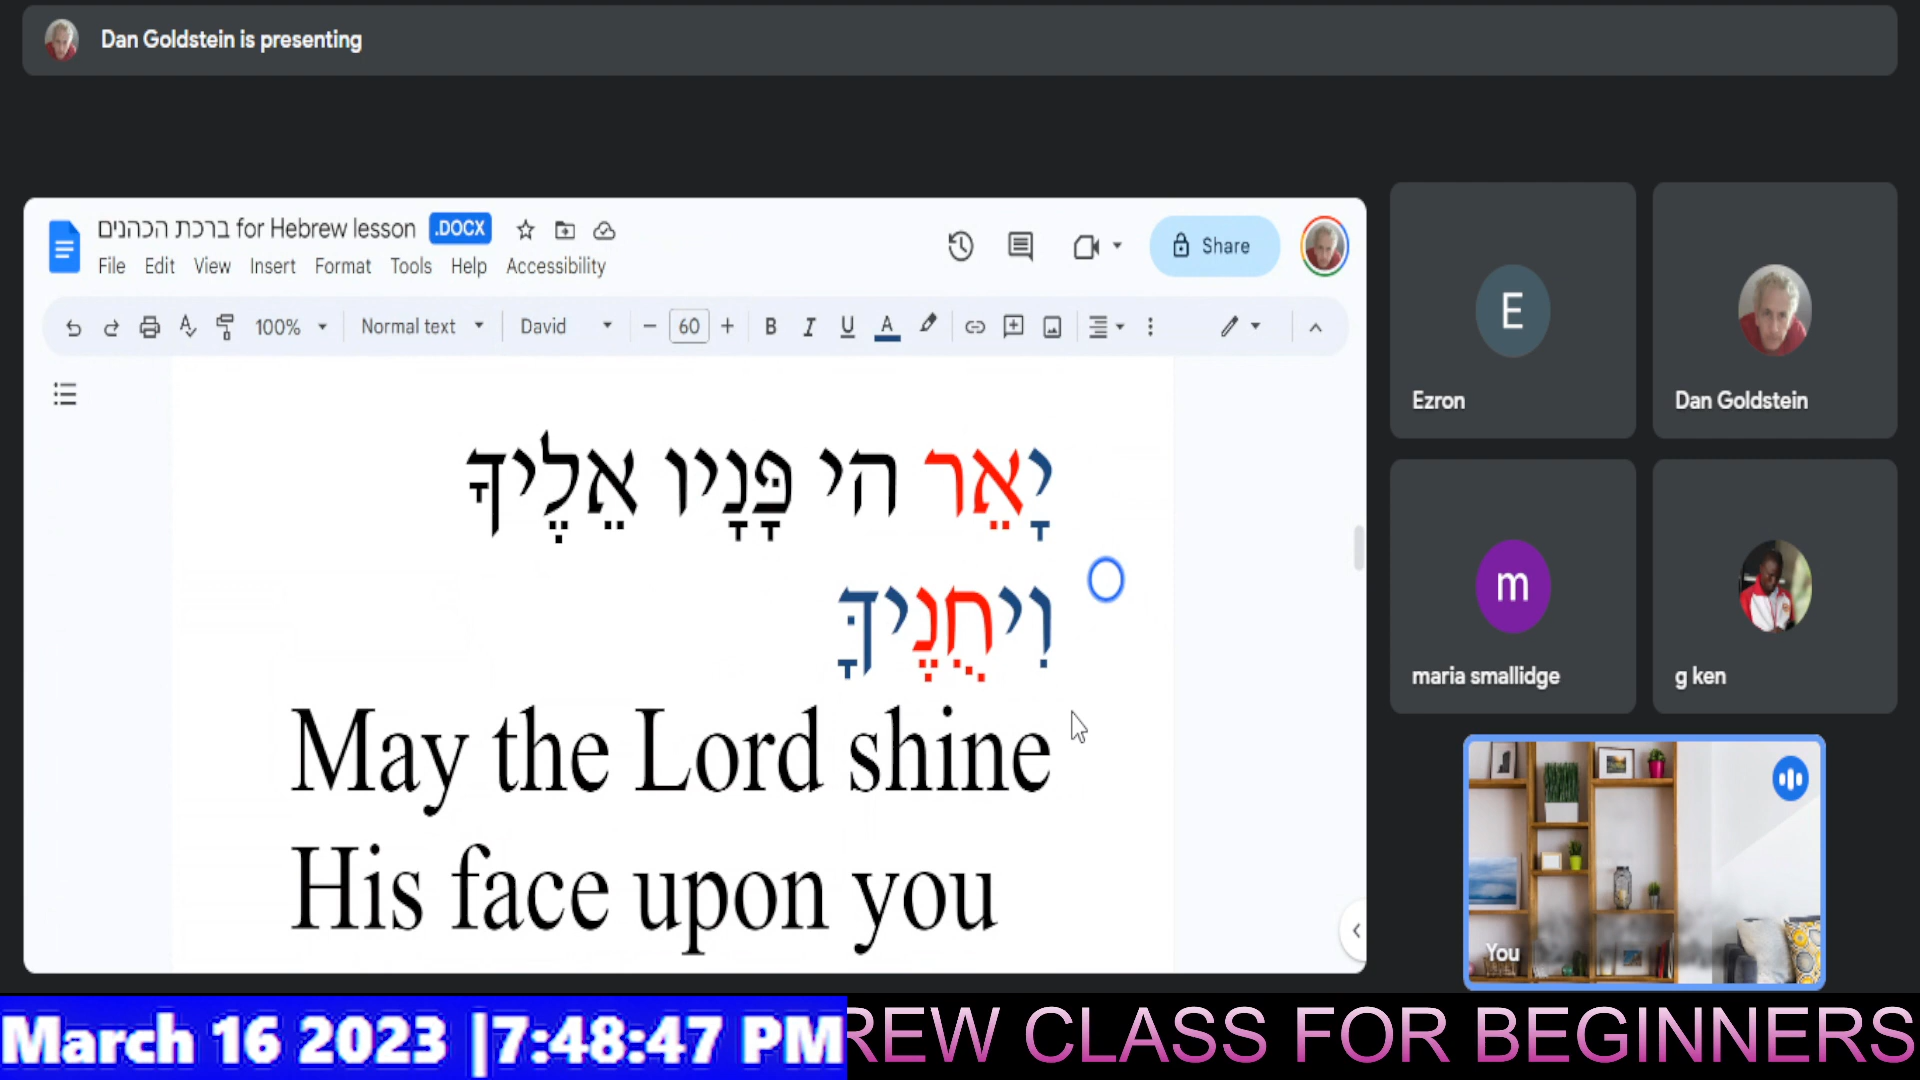 Dan Goldstein is presenting
ברכת הכהנים for Hebrew lesson .DOCX
File Edit View Insert Format Tools Help Accessibility
Share
100% Normal text David 60 B I U A
יָאֵר הי פָּנָיו אֵלֶיךָ
וִיחֻנֶּיךָּ
May the Lord shine
His face upon you
E
Ezron
Dan Goldstein
m
maria smallidge
g ken
You
March 16 2023 |7:48:47 PM
REW CLASS FOR BEGINNERS